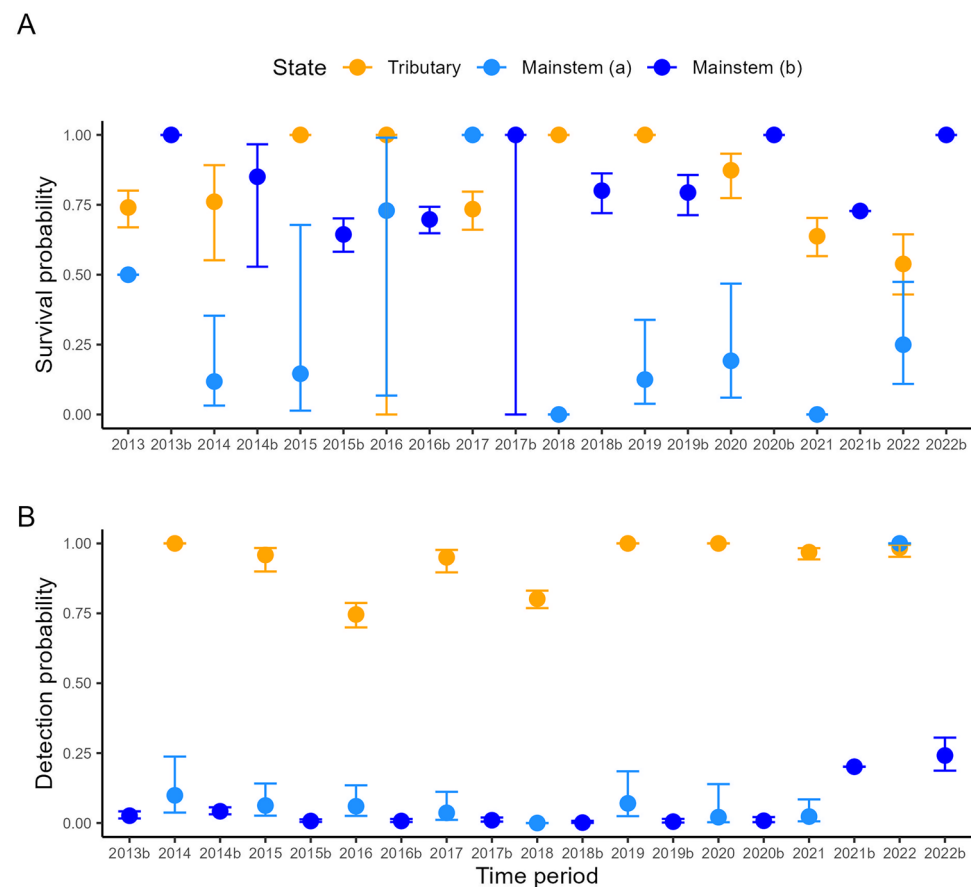 A
State Tributary Mainstem (a) Mainstem (b)
Survival probability
1.00
0.75
0.50
0.25
0.00
2013 2013b 2014 2014b 2015 2015b 2016 2016b 2017 2017b 2018 2018b 2019 2019b 2020 2020b 2021 2021b 2022 2022b
B
Detection probability
1.00
0.75
0.50
0.25
0.00
2013b 2014 2014b 2015 2015b 2016 2016b 2017 2017b 2018 2018b 2019 2019b 2020 2020b 2021 2021b 2022 2022b
Time period